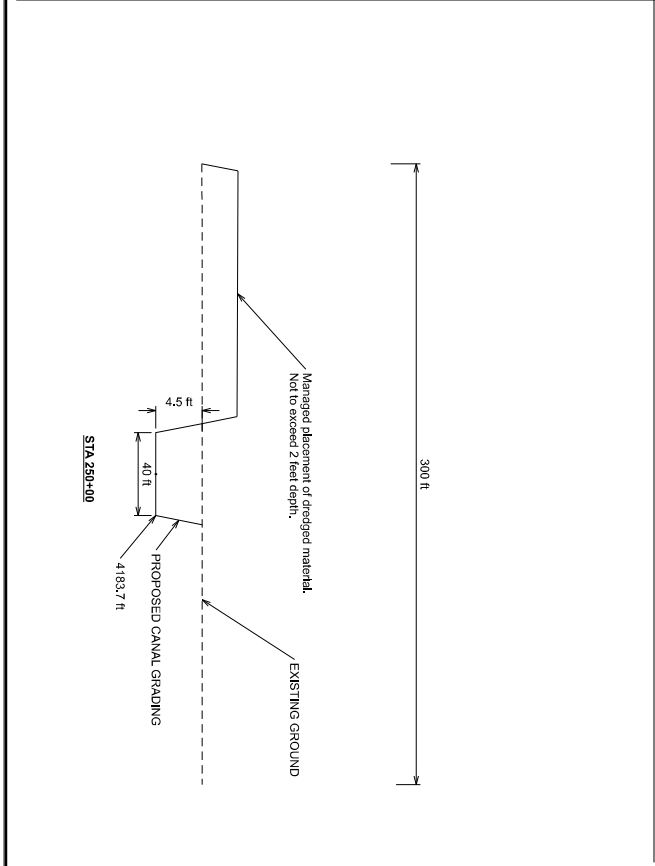 300 ft
Managed placement of dredged material.
Not to exceed 2 feet depth.
EXISTING GROUND
4.5 ft
40 ft
4183.7 ft
PROPOSED CANAL GRADING
STA 250+00